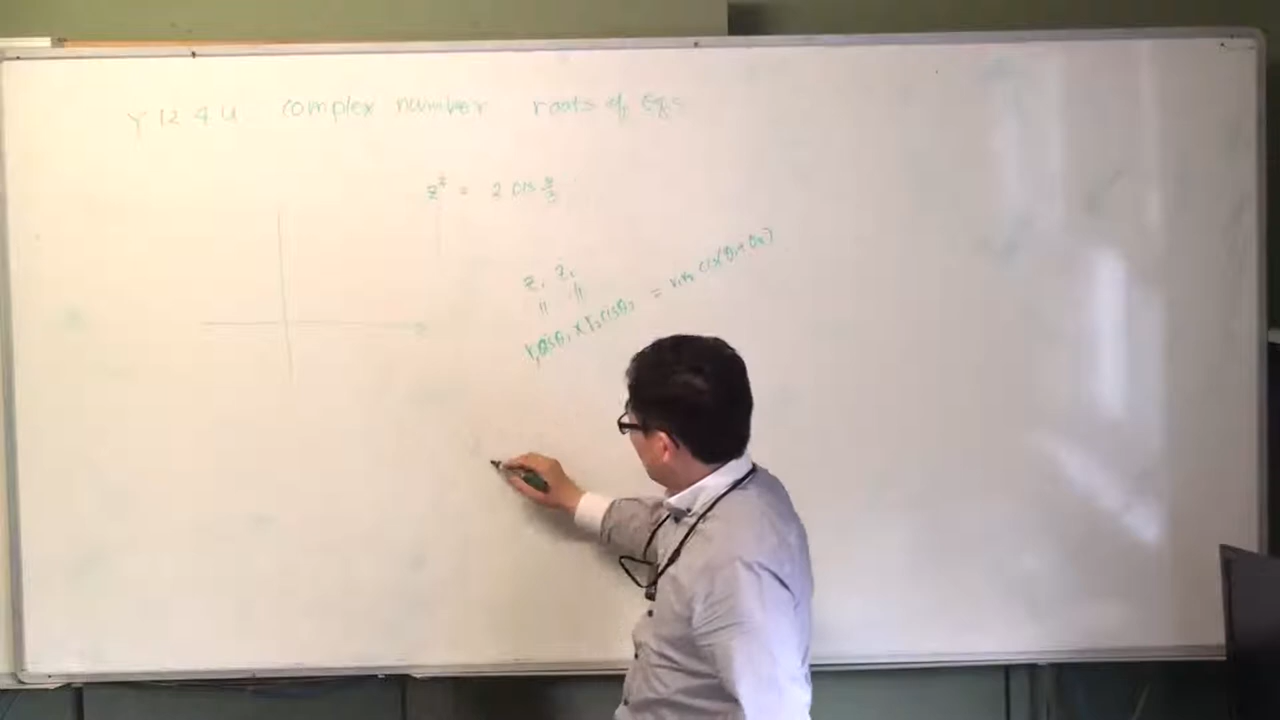 Y 12 4 U complex number roots of Eqs
z² = 2 cis π/3
z₁ z₂
|| ||
r₁cisθ₁ × r₂cisθ₂ = r₁r₂ cis(θ₁+θ₂)